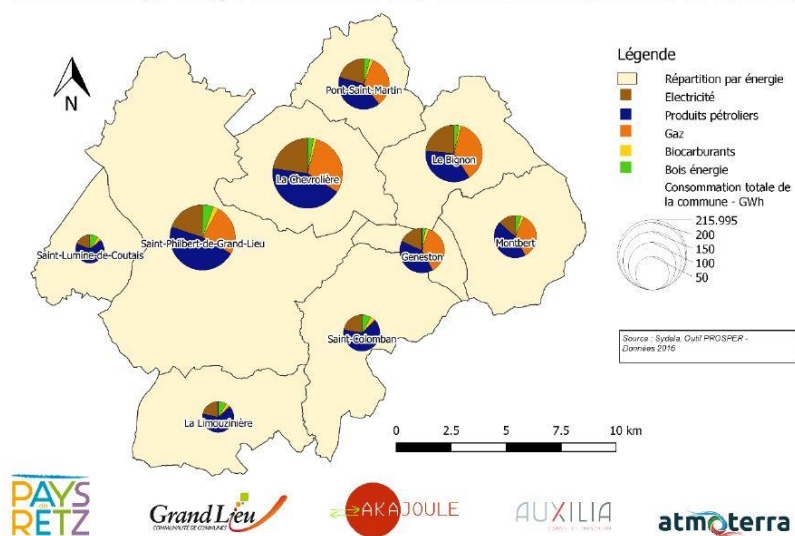 N
Pont-Saint-Martin
Le Bignon
La Chevrolière
Saint-Philbert-de-Grand-Lieu
Saint-Lumine-de-Coutais
Geneston
Montbert
Saint-Colomban
La Limouzinière
Légende
Répartition par énergie
Electricité
Produits pétroliers
Gaz
Biocarburants
Bois énergie
Consommation totale de
la commune - GWh
215.995
200
150
100
50
Source : Sydela, Outil PROSPER -
Données 2016
0 2.5 5 7.5 10 km
PAYS
de
RETZ
Grand Lieu
COMMUNAUTÉ DE COMMUNES
AKAJOULE
AUXILIA
atmoterra